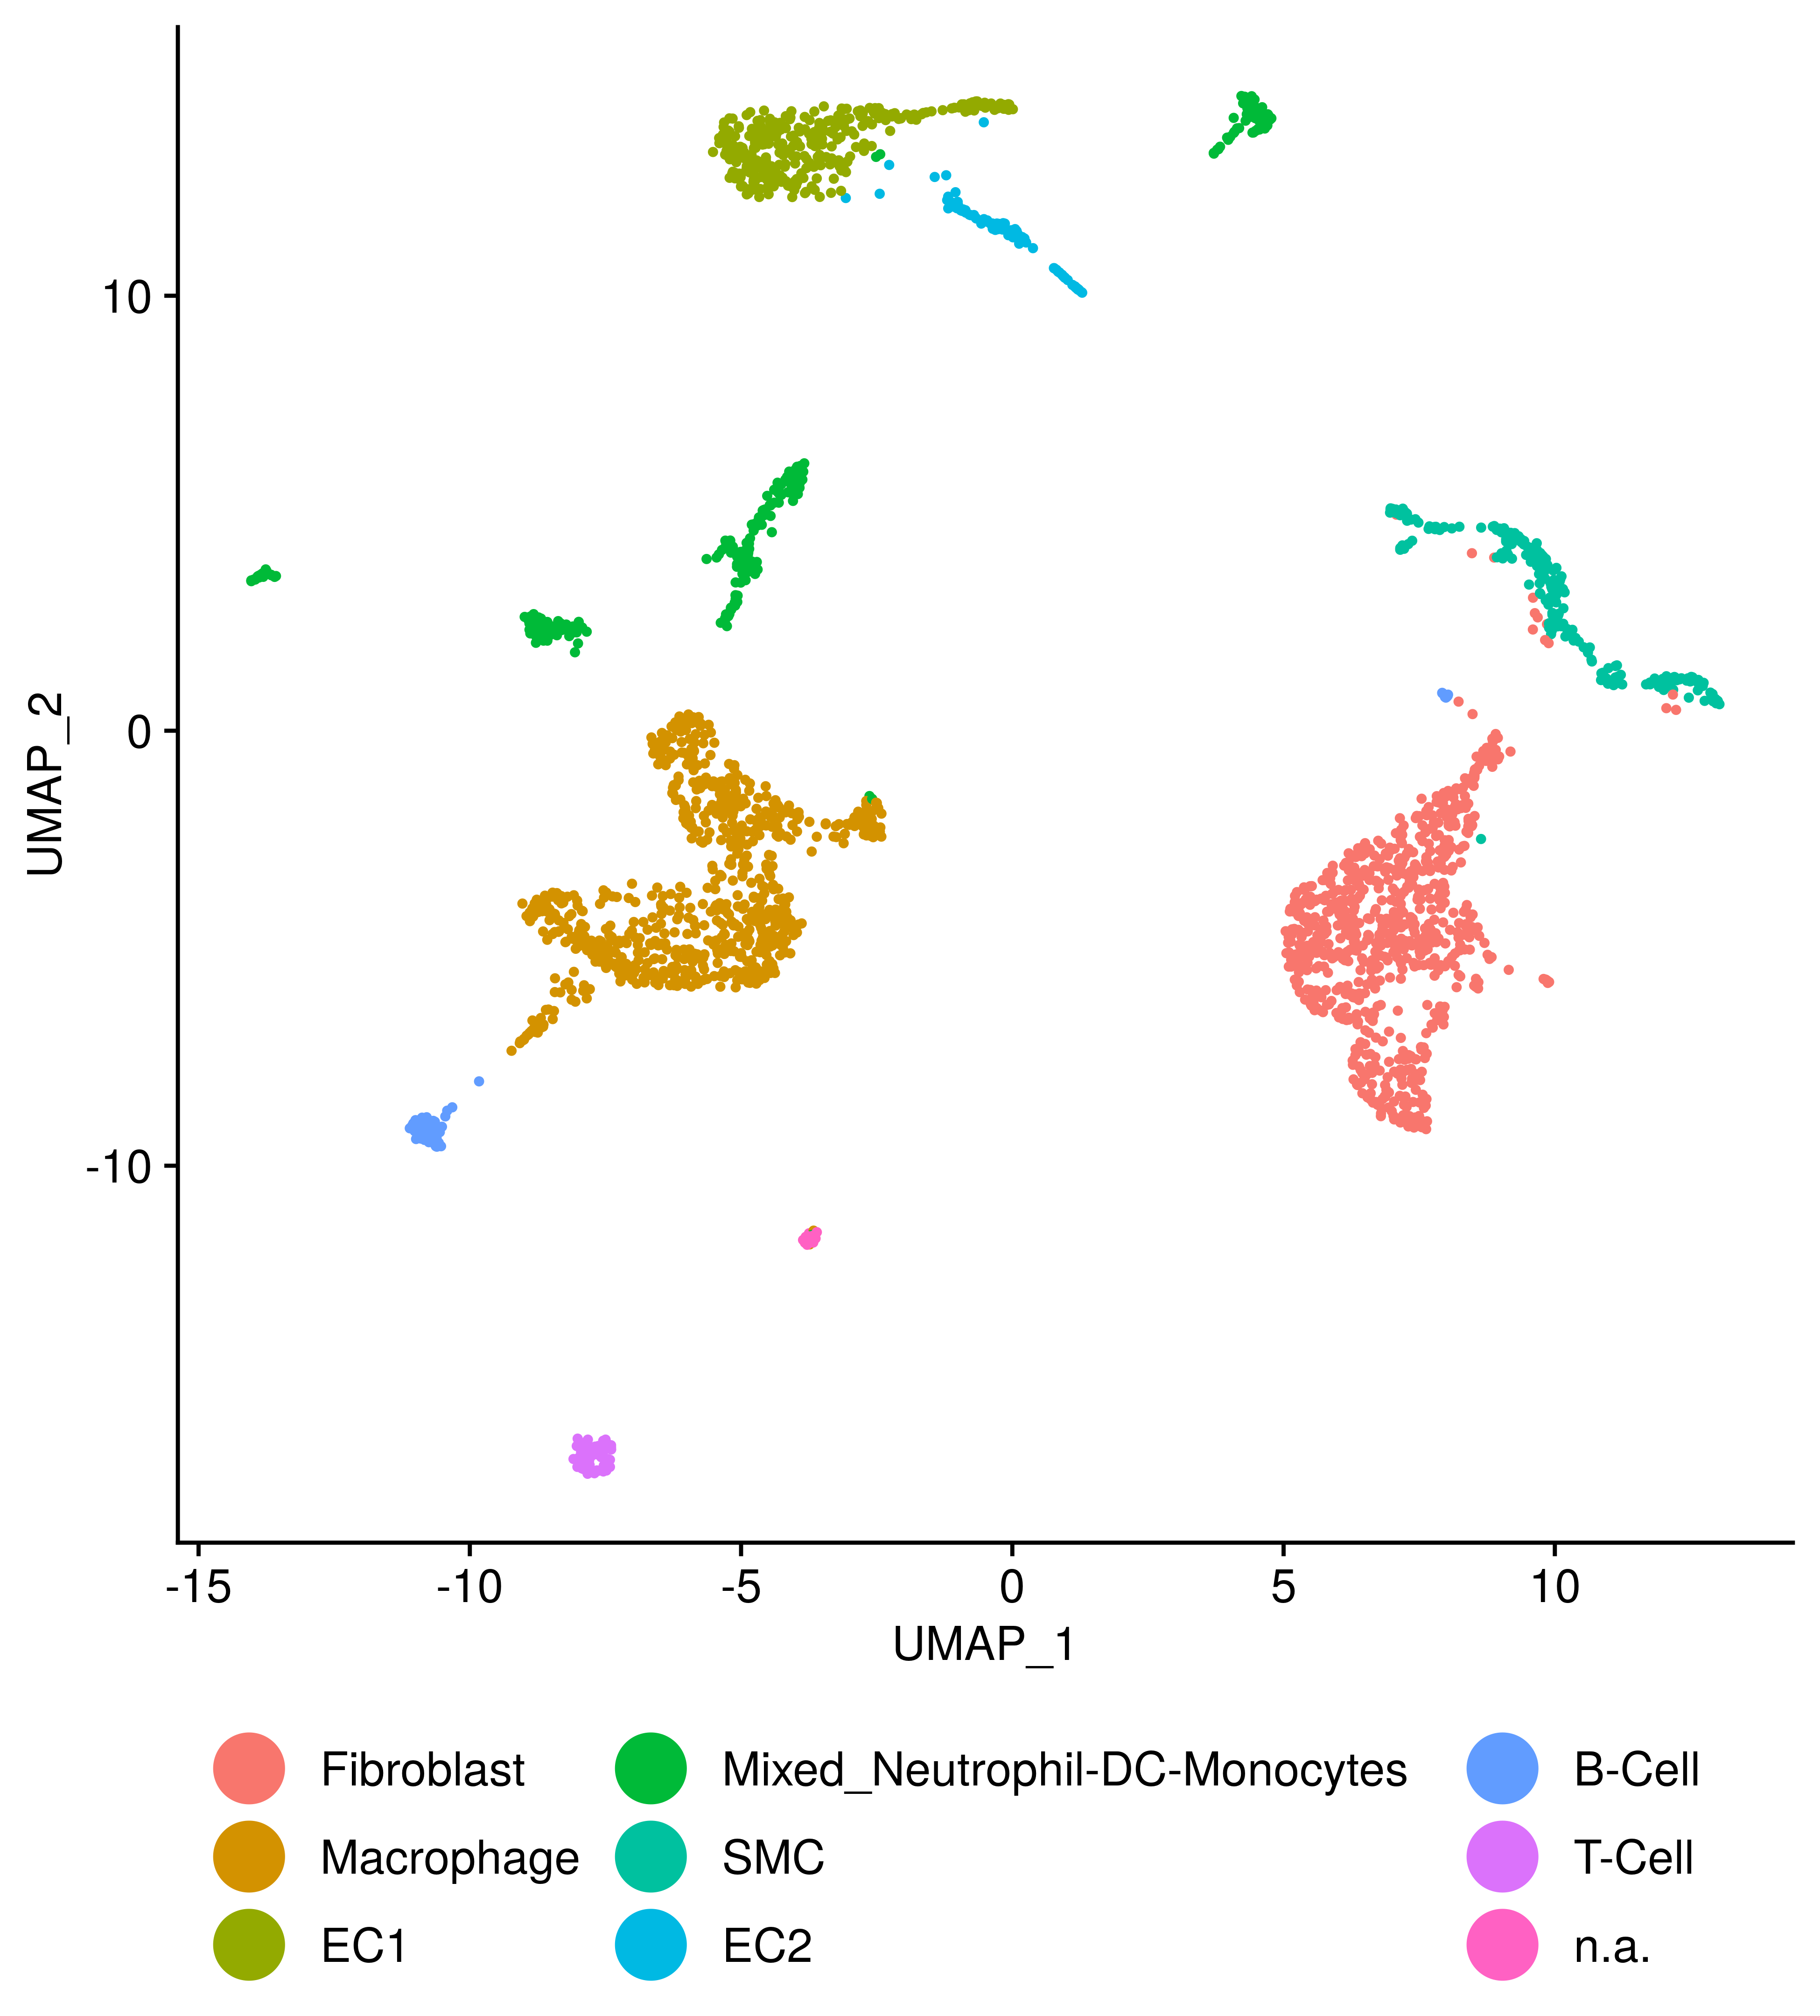 UMAP_2
10
0
-10
-15 -10 -5 0 5 10
UMAP_1
Fibroblast Mixed_Neutrophil-DC-Monocytes B-Cell
Macrophage SMC T-Cell
EC1 EC2 n.a.